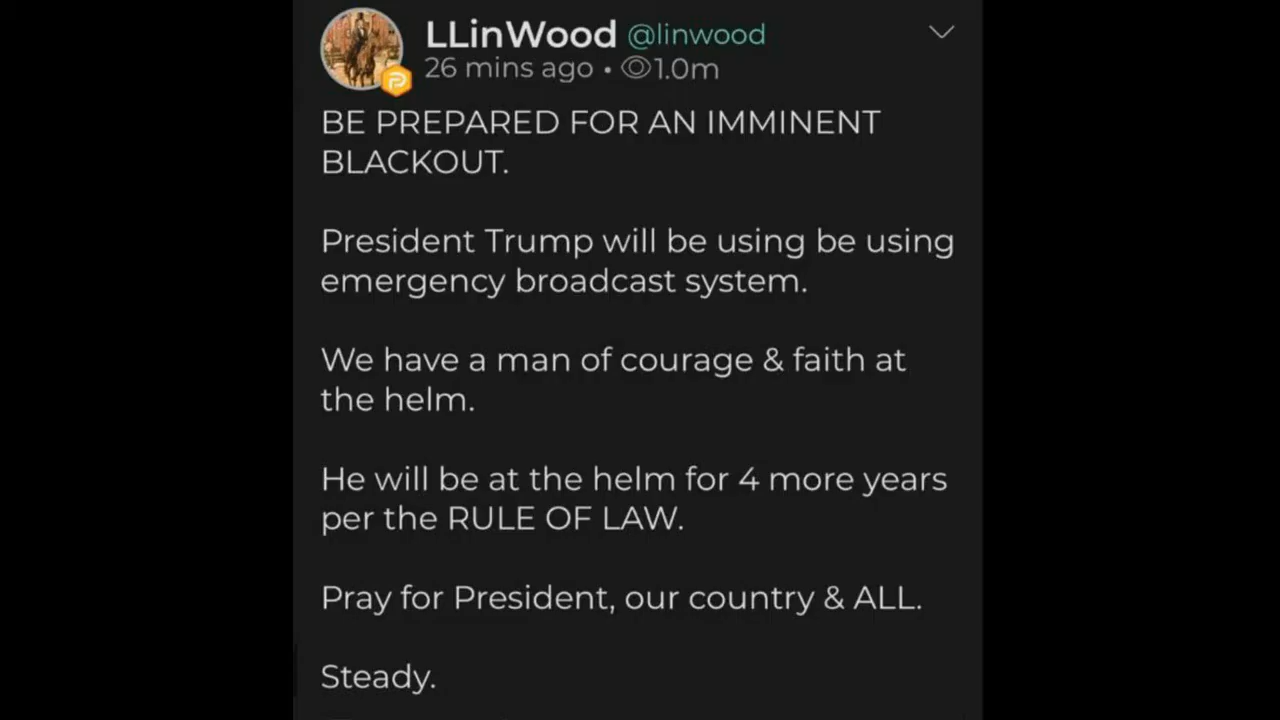 LLinWood @linwood
26 mins ago • 1.0m
BE PREPARED FOR AN IMMINENT
BLACKOUT.
President Trump will be using be using
emergency broadcast system.
We have a man of courage & faith at
the helm.
He will be at the helm for 4 more years
per the RULE OF LAW.
Pray for President, our country & ALL.
Steady.